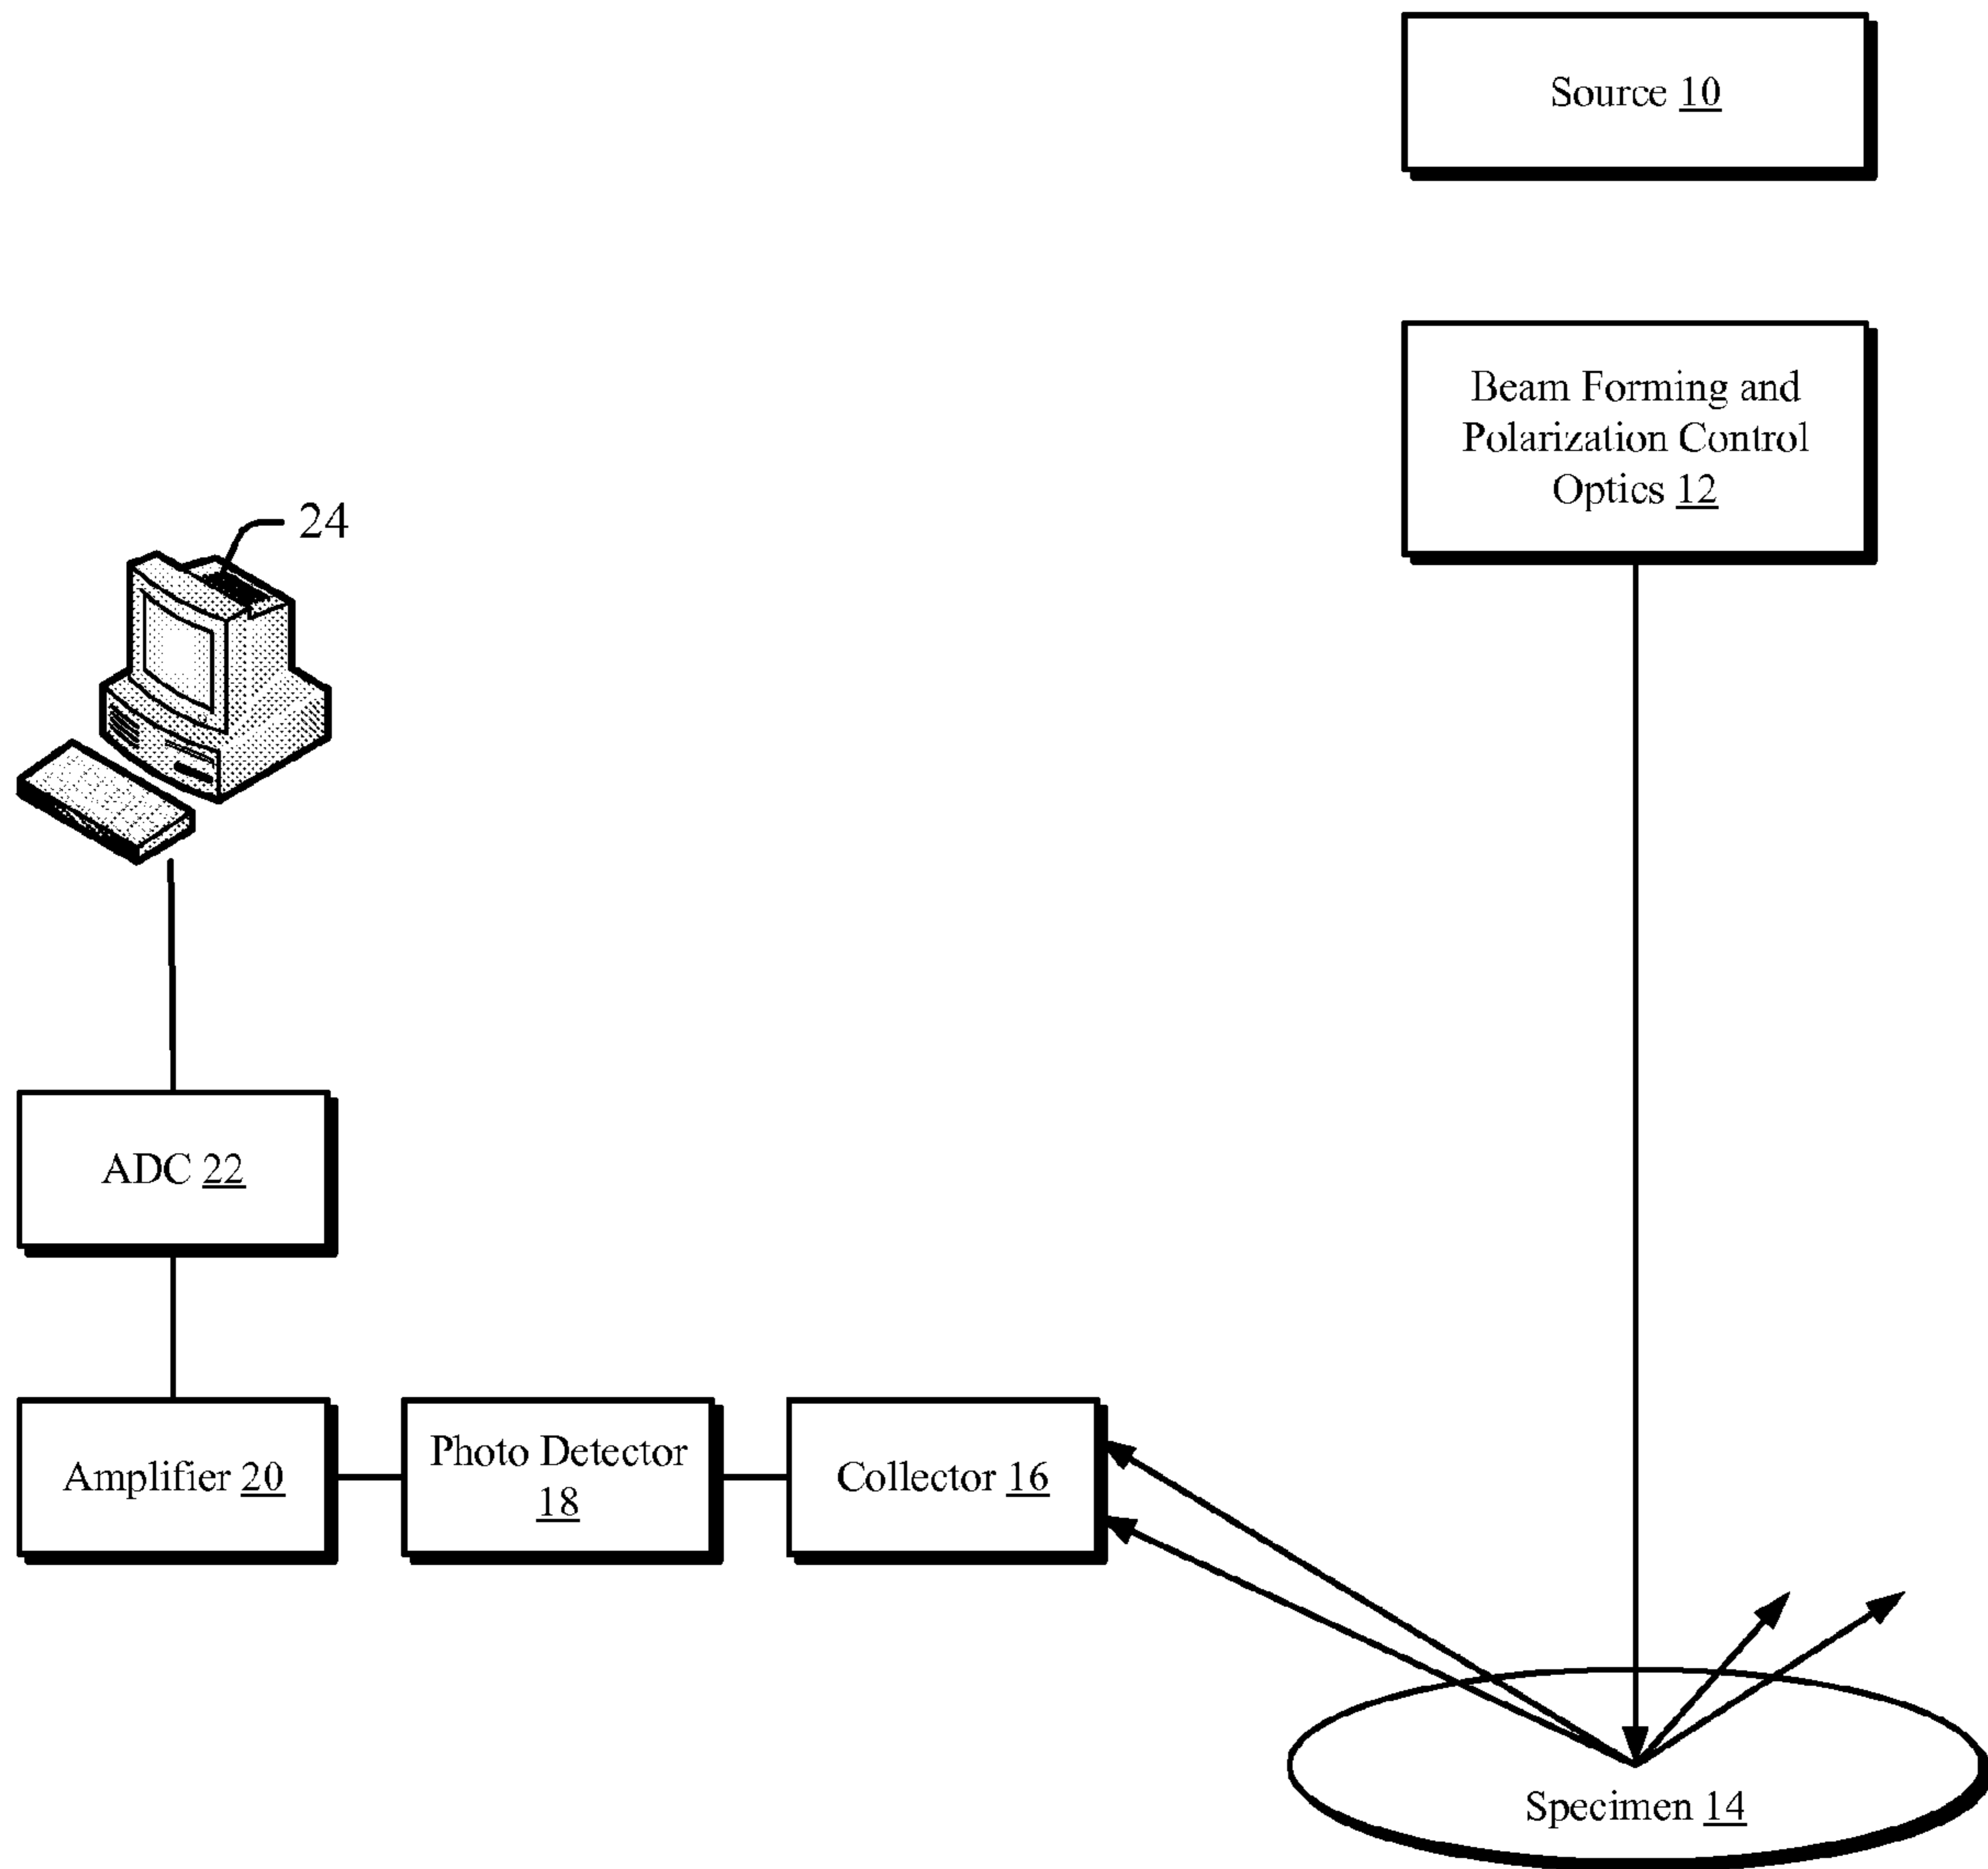 Source 10
Beam Forming and
Polarization Control
Optics 12
24
ADC 22
Amplifier 20
Photo Detector
18
Collector 16
Specimen 14